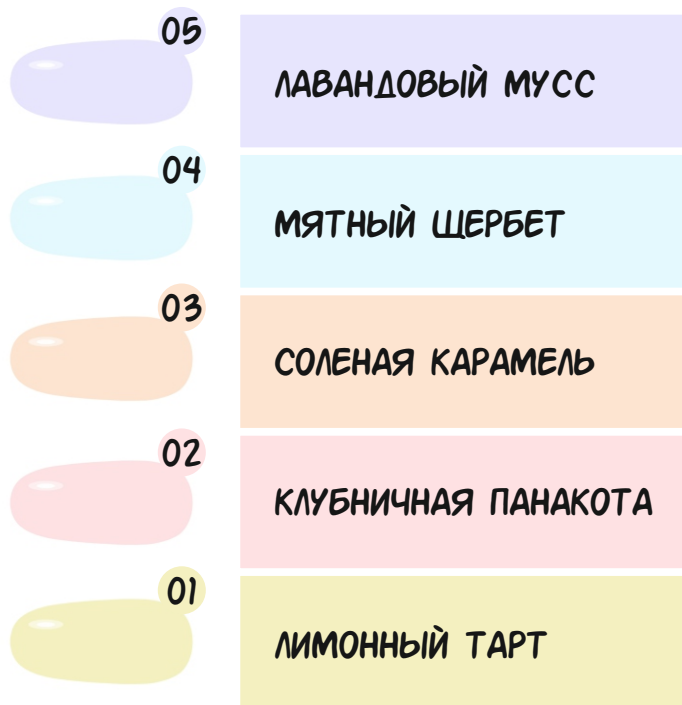 05
ЛАВАНДОВЫЙ МУСС
04
МЯТНЫЙ ЩЕРБЕТ
03
СОЛЕНАЯ КАРАМЕЛЬ
02
КЛУБНИЧНАЯ ПАНАКОТА
01
ЛИМОННЫЙ ТАРТ